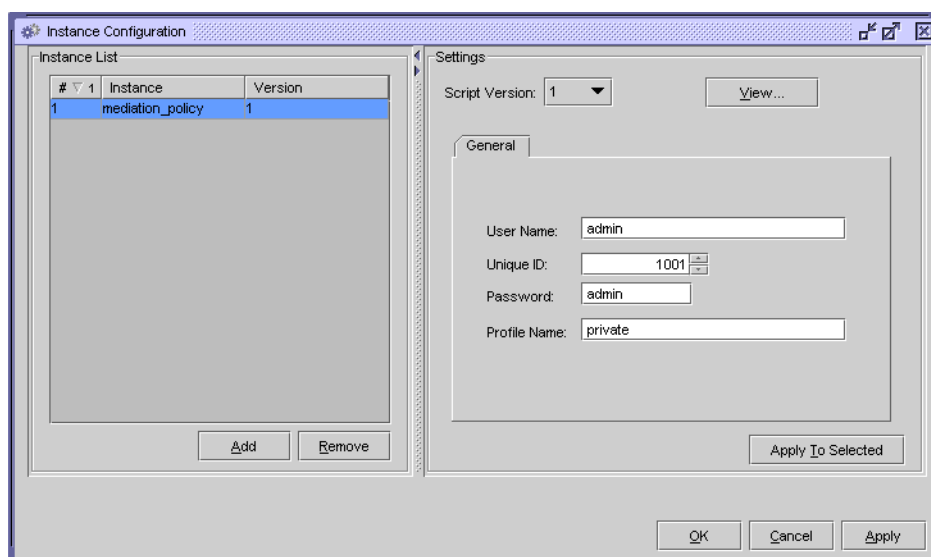 Instance Configuration
Instance List
# 1 Instance Version
1 mediation_policy 1
Add Remove
Settings
Script Version: 1 View...
General
User Name: admin
Unique ID: 1001
Password: admin
Profile Name: private
Apply To Selected
OK Cancel Apply